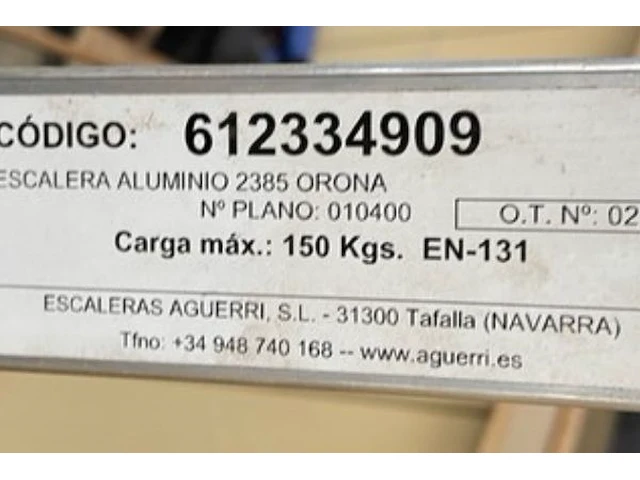 CÓDIGO: 612334909
ESCALERA ALUMINIO 2385 ORONA
Nº PLANO: 010400 O.T. Nº: 02
Carga máx.: 150 Kgs. EN-131
ESCALERAS AGUERRI, S.L. - 31300 Tafalla (NAVARRA)
Tfno: +34 948 740 168 -- www.aguerri.es